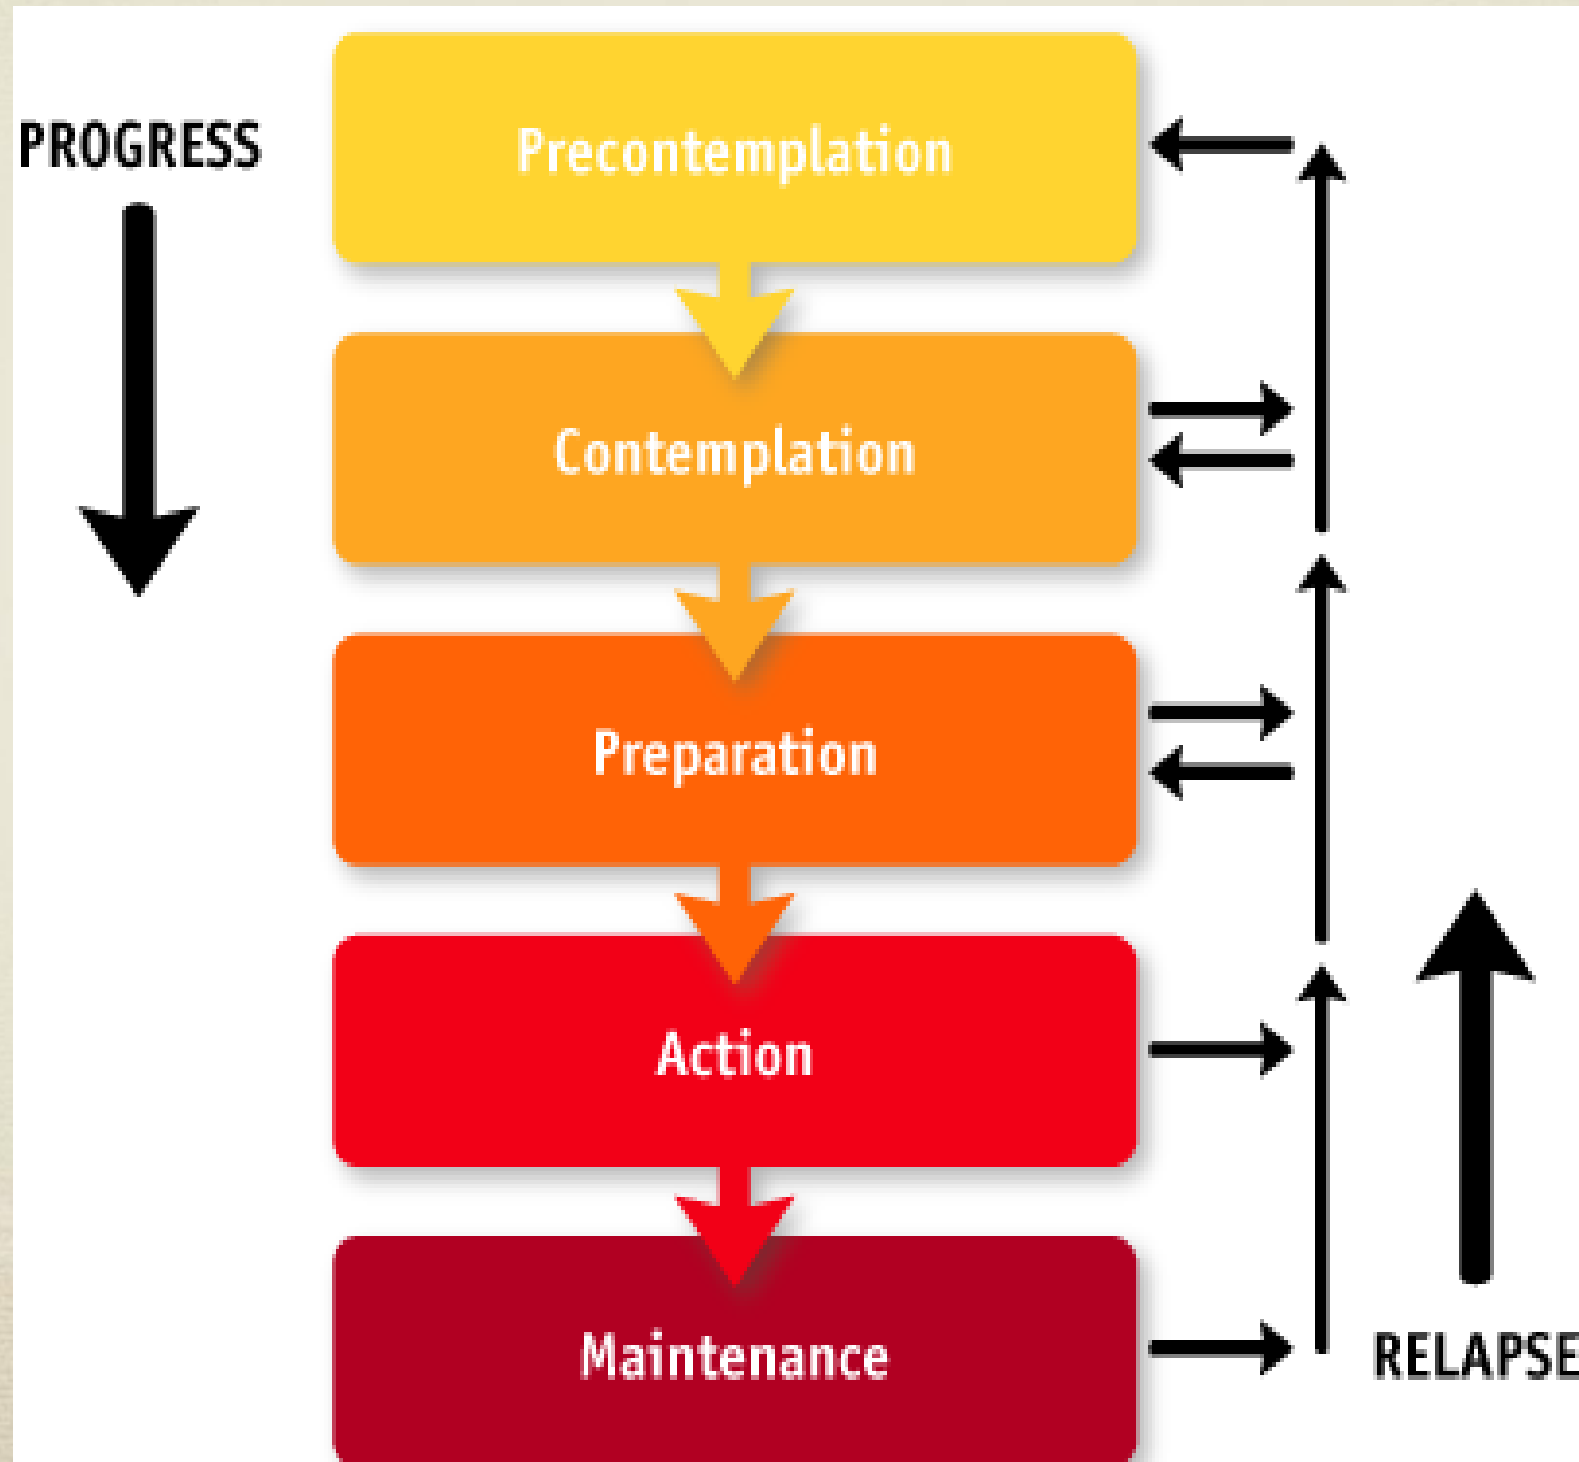 PROGRESS
Precontemplation
Contemplation
Preparation
Action
Maintenance
RELAPSE